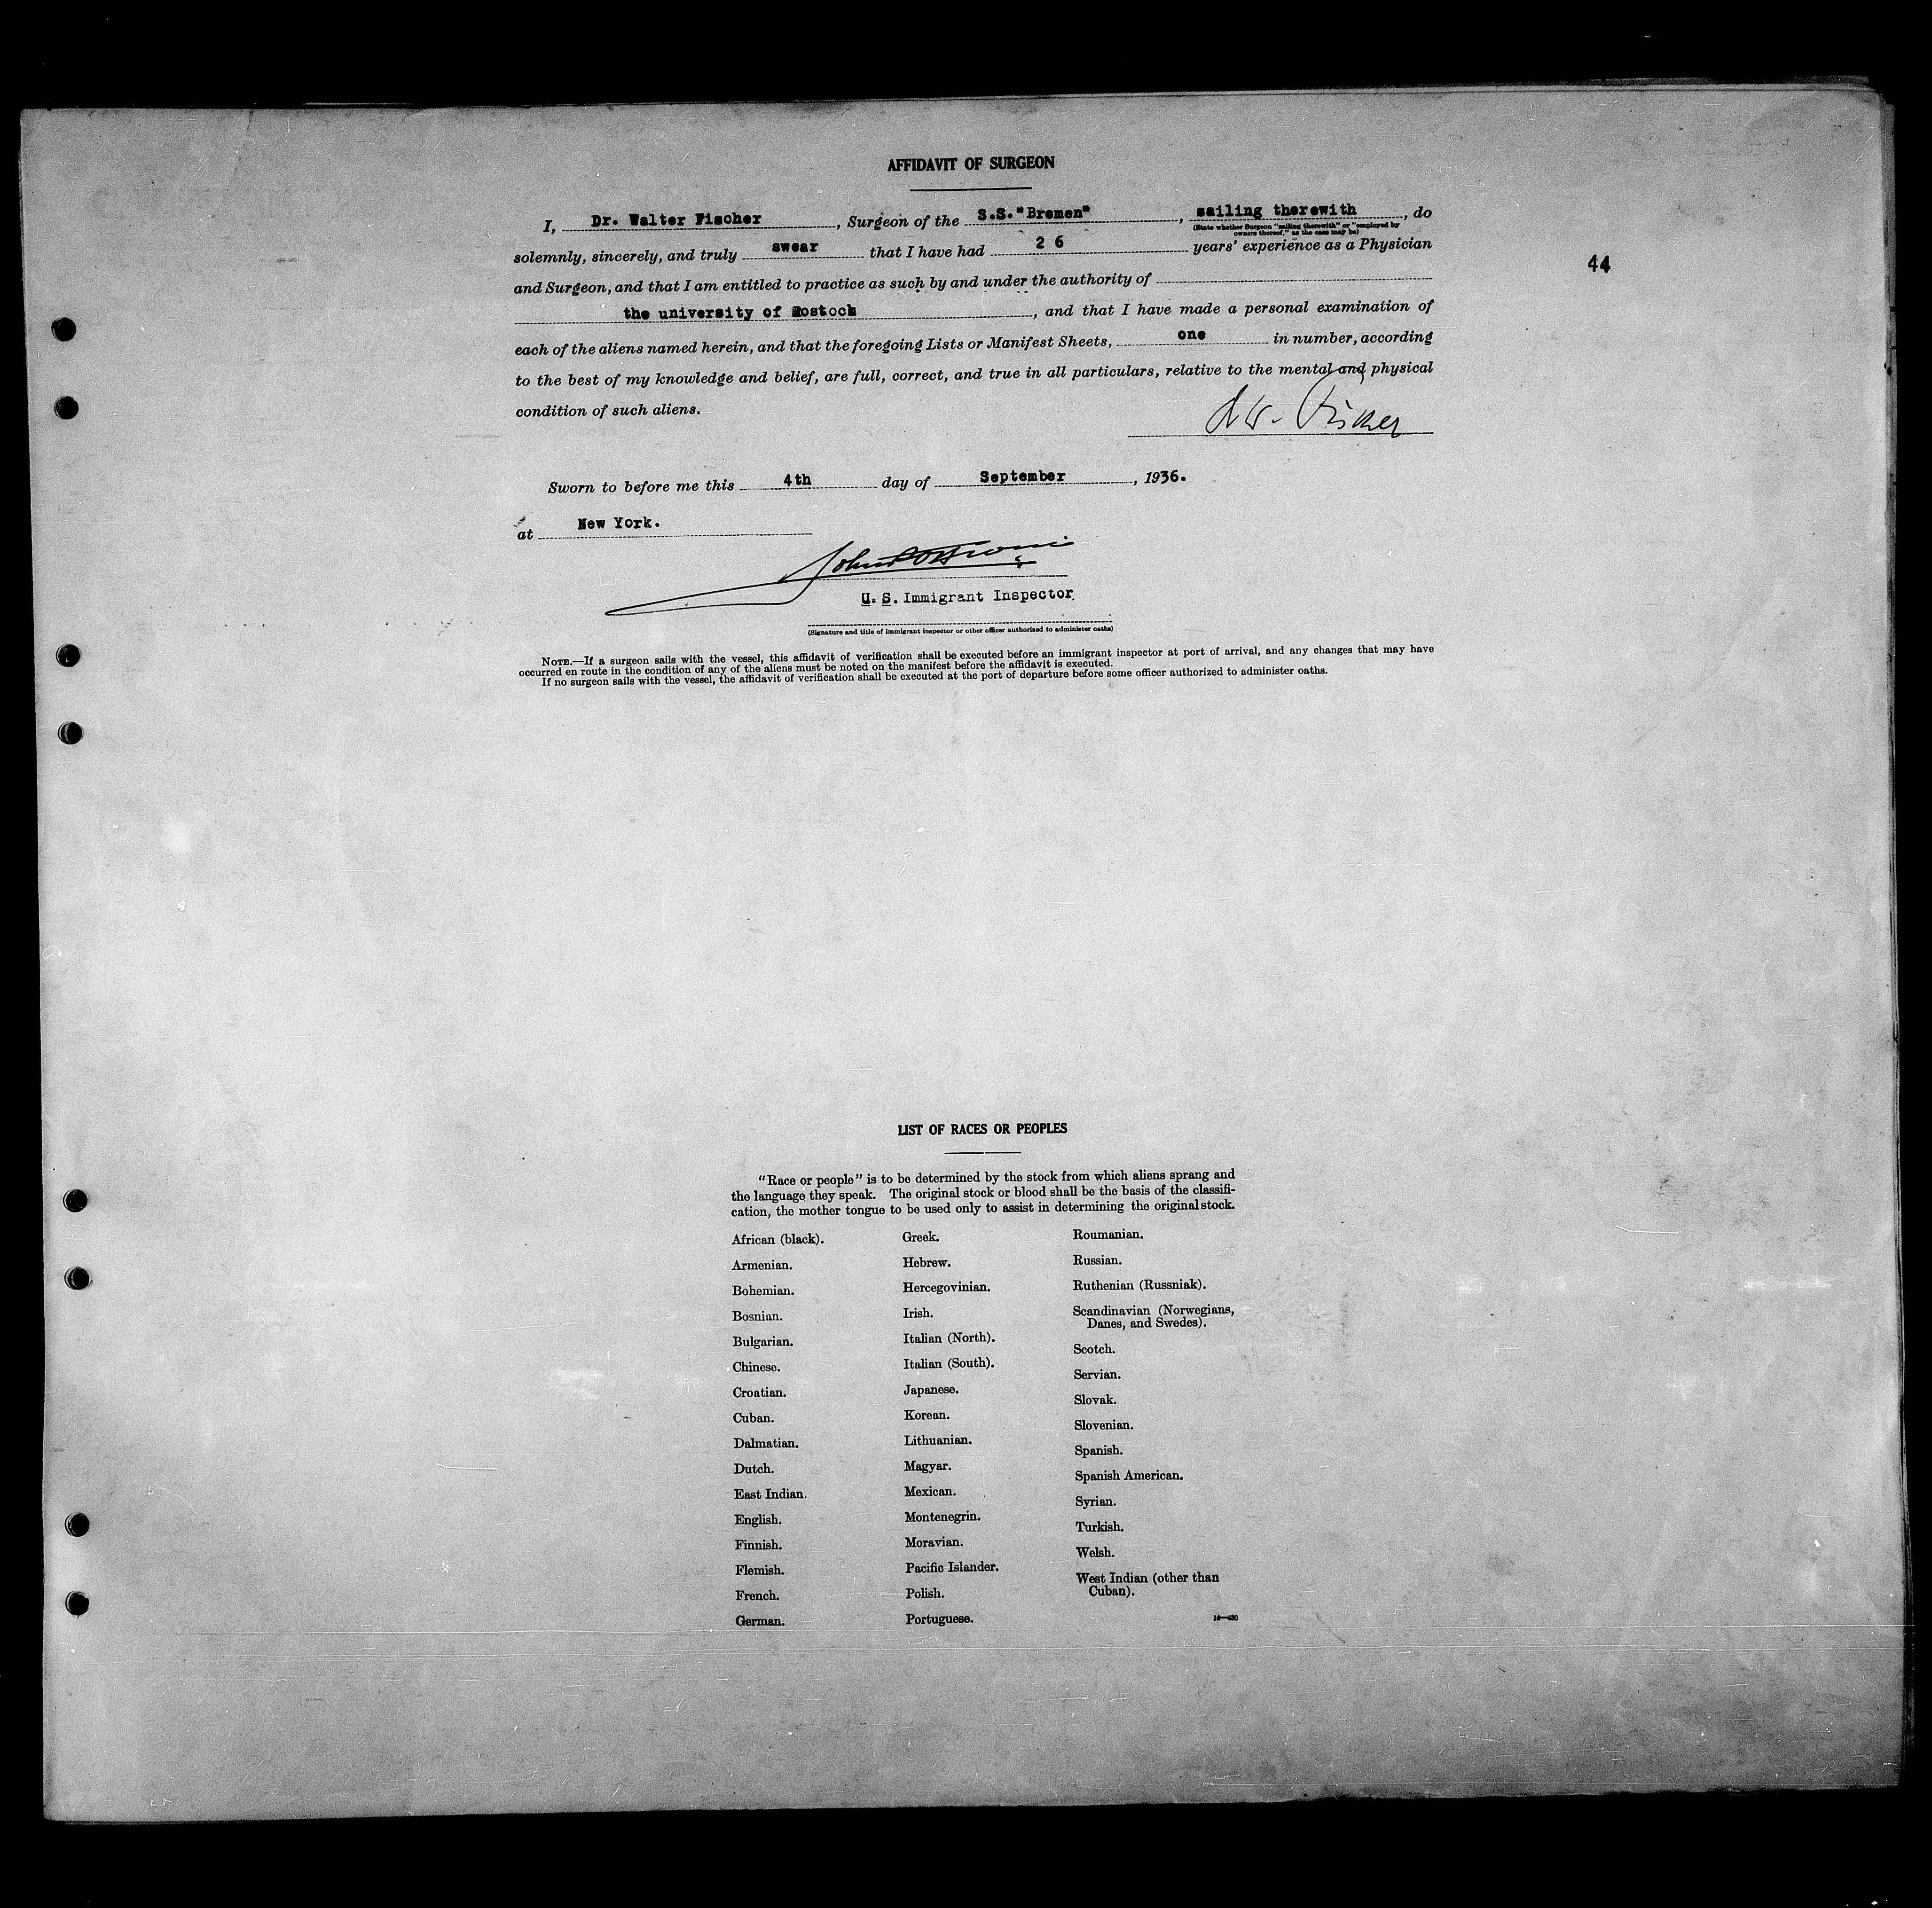 AFFIDAVIT OF SURGEON
I, Dr. Walter Fischer, Surgeon of the S.S."Bremen", sailing therewith, do
(State whether Surgeon "sailing therewith" or "employed by
owners thereof," as the case may be)
solemnly, sincerely, and truly swear that I have had 2 6 years' experience as a Physician
44
and Surgeon, and that I am entitled to practice as such by and under the authority of
the university of Rostock, and that I have made a personal examination of
each of the aliens named herein, and that the foregoing Lists or Manifest Sheets, one in number, according
to the best of my knowledge and belief, are full, correct, and true in all particulars, relative to the mental and physical
condition of such aliens.
Sworn to before me this 4th day of September, 1936.
at New York.
U. S. Immigrant Inspector.
(Signature and title of immigrant inspector or other officer authorized to administer oaths)
NOTE.—If a surgeon sails with the vessel, this affidavit of verification shall be executed before an immigrant inspector at port of arrival, and any changes that may have
occurred en route in the condition of any of the aliens must be noted on the manifest before the affidavit is executed.
If no surgeon sails with the vessel, the affidavit of verification shall be executed at the port of departure before some officer authorized to administer oaths.
LIST OF RACES OR PEOPLES
"Race or people" is to be determined by the stock from which aliens sprang and
the language they speak. The original stock or blood shall be the basis of the classifi-
cation, the mother tongue to be used only to assist in determining the original stock.
African (black).
Armenian.
Bohemian.
Bosnian.
Bulgarian.
Chinese.
Croatian.
Cuban.
Dalmatian.
Dutch.
East Indian.
English.
Finnish.
Flemish.
French.
German.
Greek.
Hebrew.
Hercegovinian.
Irish.
Italian (North).
Italian (South).
Japanese.
Korean.
Lithuanian.
Magyar.
Mexican.
Montenegrin.
Moravian.
Pacific Islander.
Polish.
Portuguese.
Roumanian.
Russian.
Ruthenian (Russniak).
Scandinavian (Norwegians,
Danes, and Swedes).
Scotch.
Servian.
Slovak.
Slovenian.
Spanish.
Spanish American.
Syrian.
Turkish.
Welsh.
West Indian (other than
Cuban).